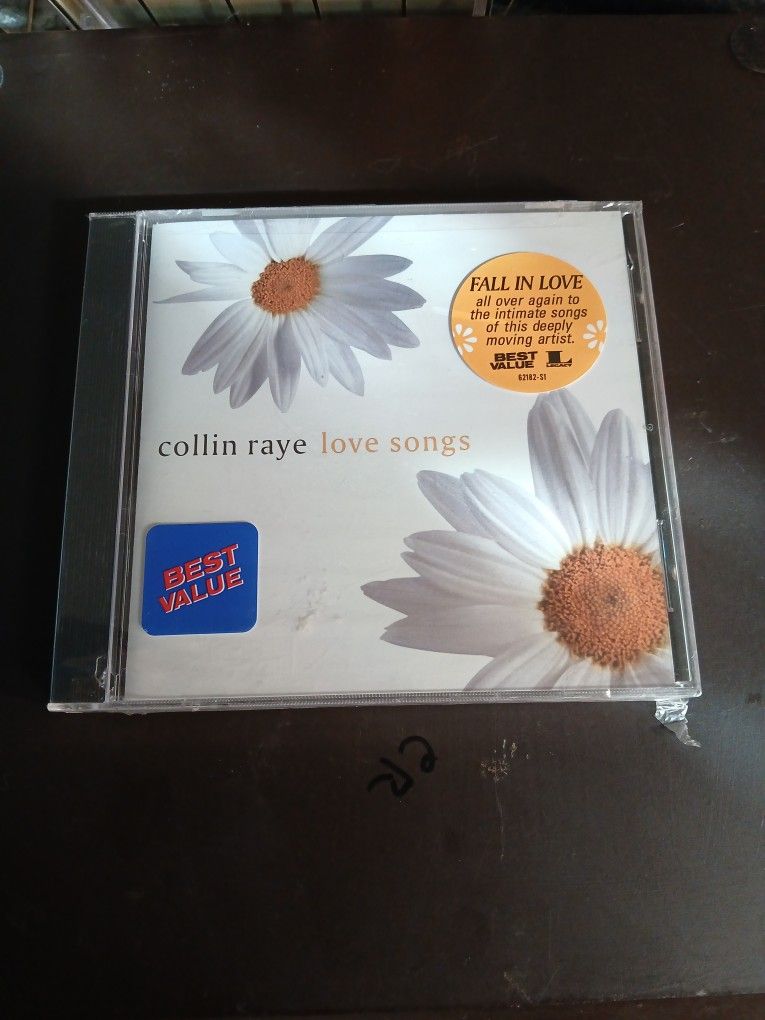 FALL IN LOVE
all over again to
the intimate songs
of this deeply
moving artist.
BEST
VALUE
L
LEGACY
62182-S1
collin raye love songs
BEST
VALUE